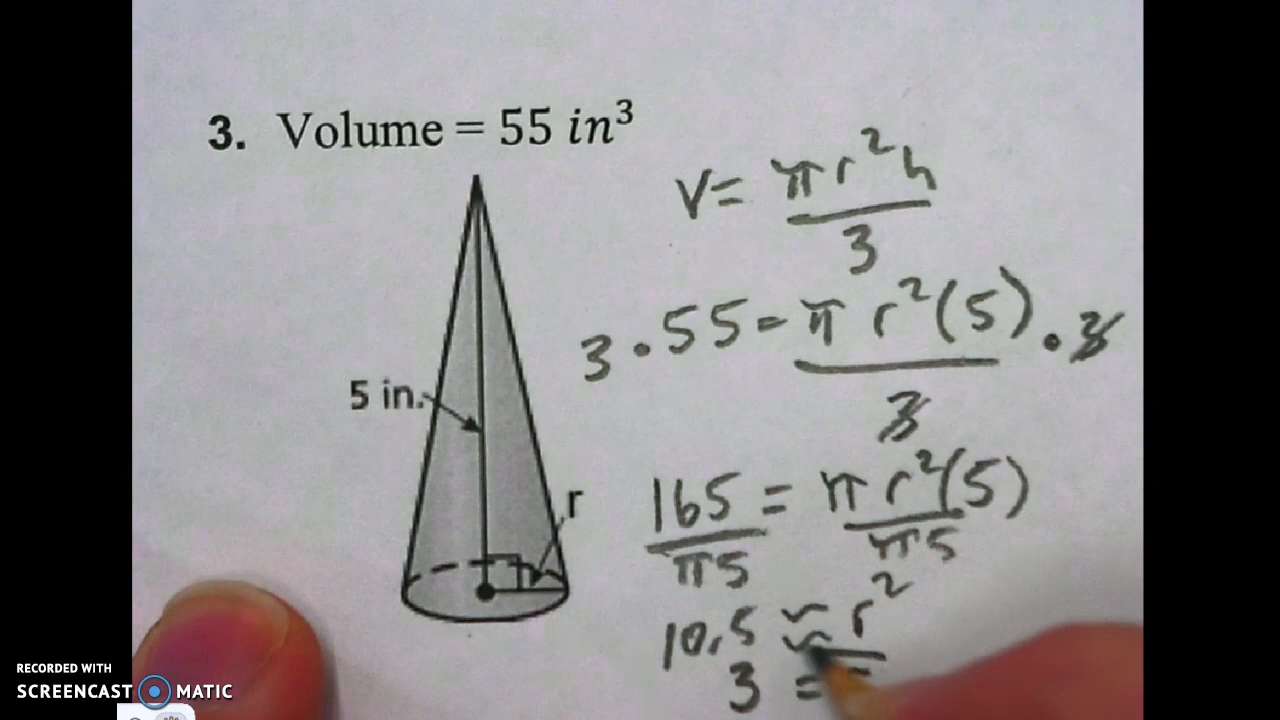 3. Volume = 55 in³
V = πr²h
3
3 · 55 = πr²(5) · 3
3
5 in.
r
165 = πr²(5)
π5 π5
10.5 ≈ r²
3 =
RECORDED WITH
SCREENCAST MATIC